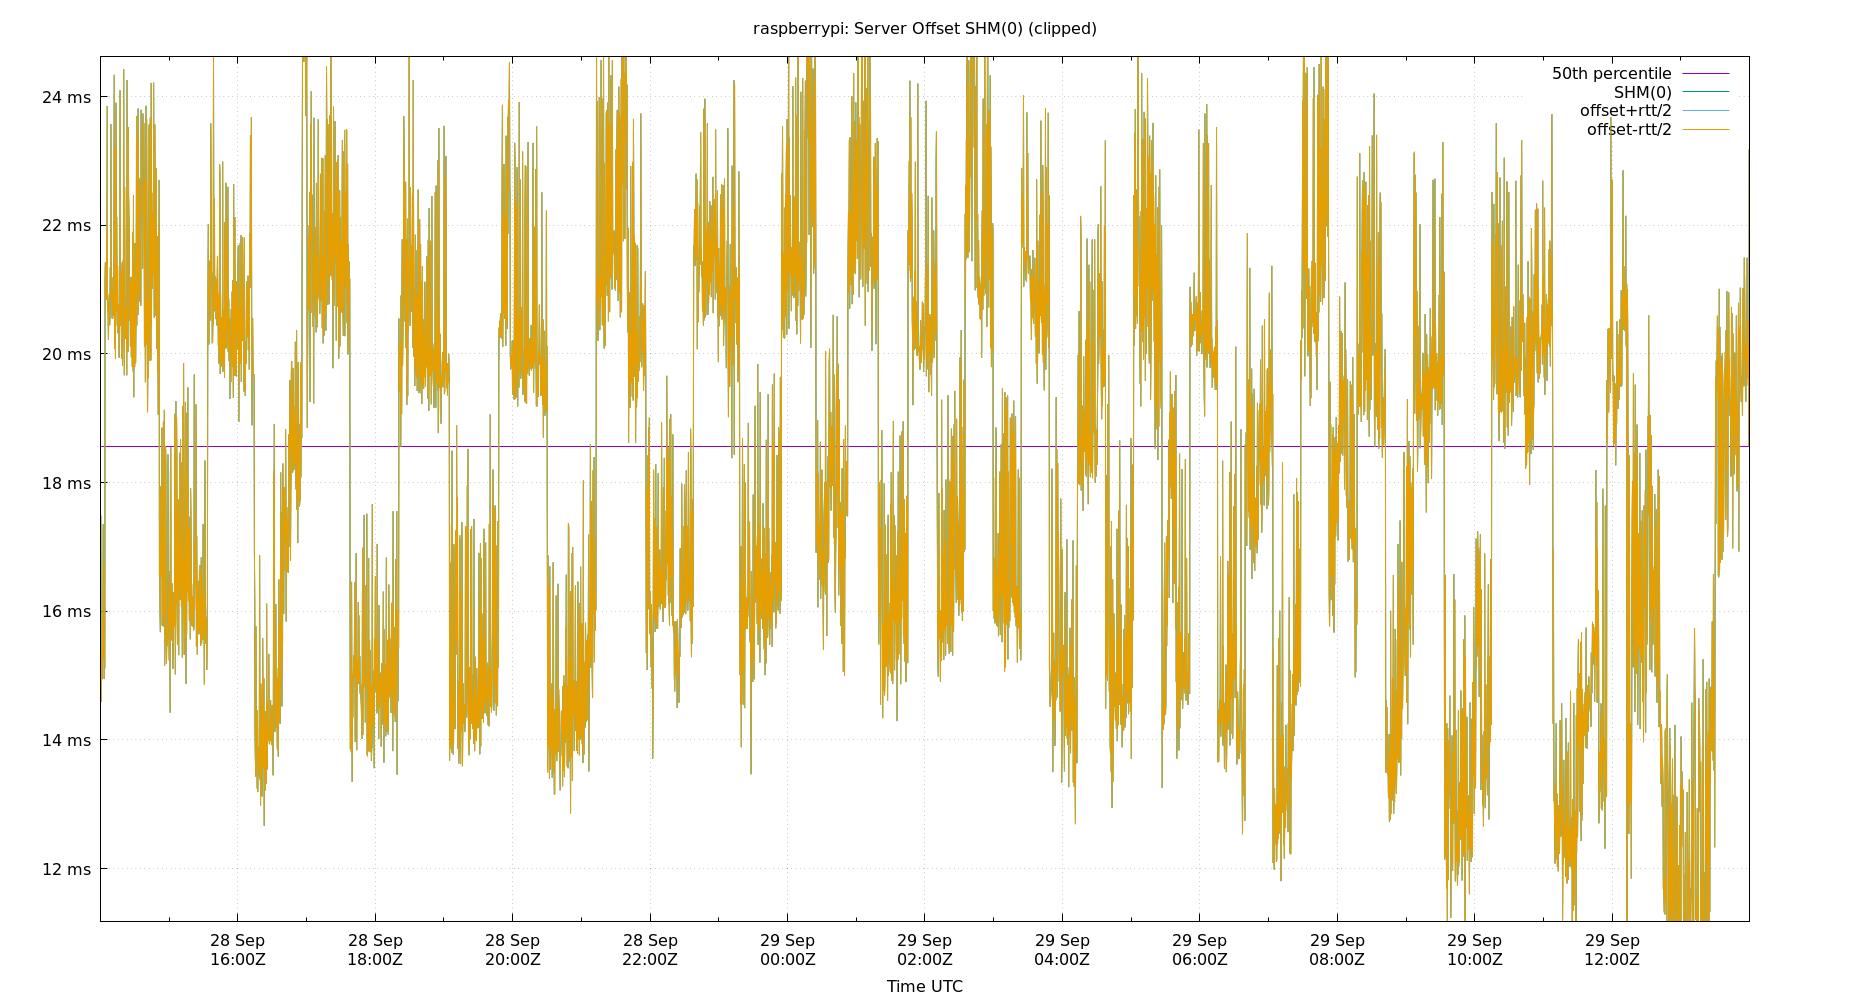 raspberrypi: Server Offset SHM(0) (clipped)
50th percentile
SHM(0)
offset+rtt/2
offset-rtt/2
24 ms
22 ms
20 ms
18 ms
16 ms
14 ms
12 ms
28 Sep 28 Sep 28 Sep 28 Sep 29 Sep 29 Sep 29 Sep 29 Sep 29 Sep 29 Sep 29 Sep
16:00Z 18:00Z 20:00Z 22:00Z 00:00Z 02:00Z 04:00Z 06:00Z 08:00Z 10:00Z 12:00Z
Time UTC